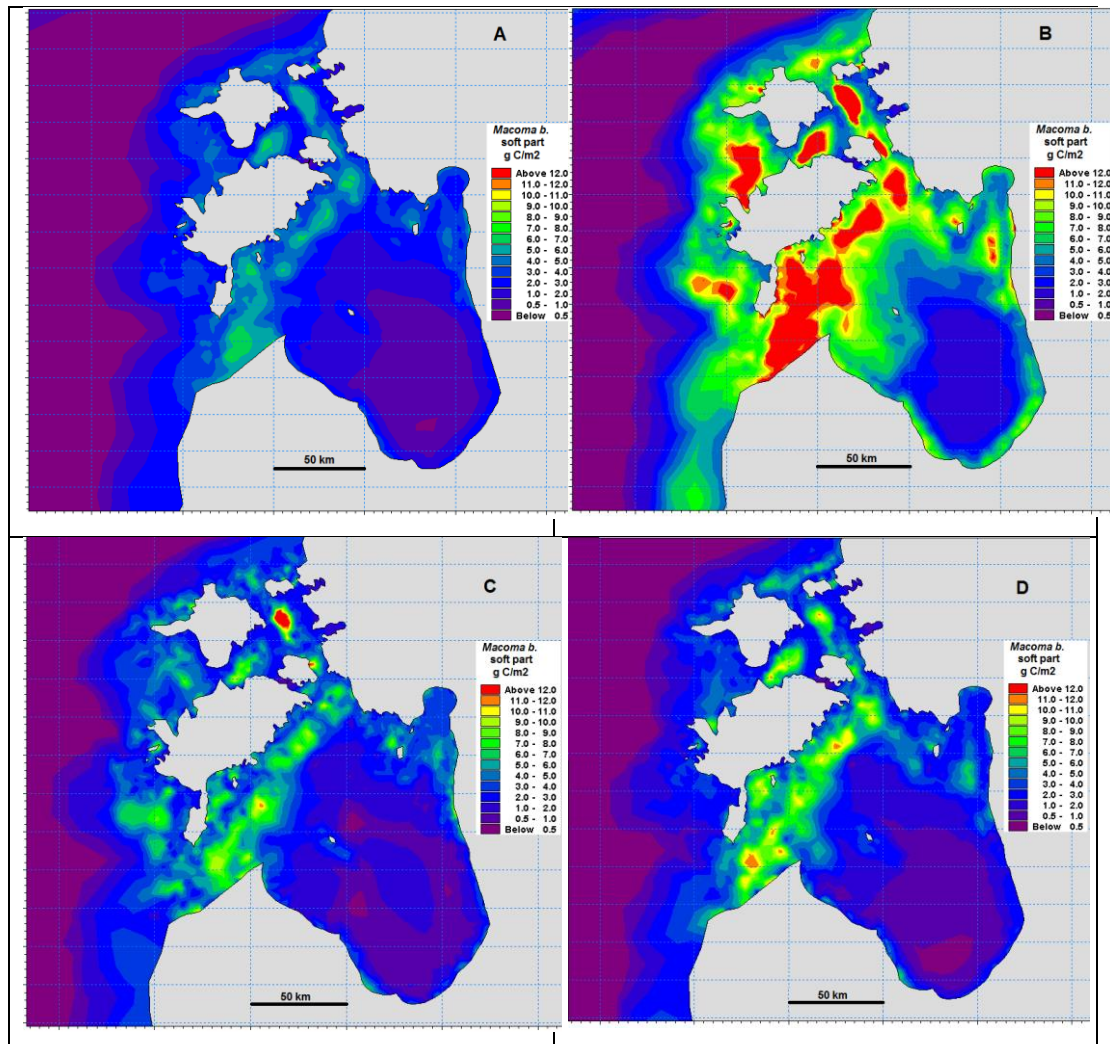 A
Macoma b.
soft part
g C/m2
Above 12.0
11.0 - 12.0
10.0 - 11.0
9.0 - 10.0
8.0 - 9.0
7.0 - 8.0
6.0 - 7.0
5.0 - 6.0
4.0 - 5.0
3.0 - 4.0
2.0 - 3.0
1.0 - 2.0
0.5 - 1.0
Below 0.5
50 km
B
Macoma b.
soft part
g C/m2
Above 12.0
11.0 - 12.0
10.0 - 11.0
9.0 - 10.0
8.0 - 9.0
7.0 - 8.0
6.0 - 7.0
5.0 - 6.0
4.0 - 5.0
3.0 - 4.0
2.0 - 3.0
1.0 - 2.0
0.5 - 1.0
Below 0.5
50 km
C
Macoma b.
soft part
g C/m2
Above 12.0
11.0 - 12.0
10.0 - 11.0
9.0 - 10.0
8.0 - 9.0
7.0 - 8.0
6.0 - 7.0
5.0 - 6.0
4.0 - 5.0
3.0 - 4.0
2.0 - 3.0
1.0 - 2.0
0.5 - 1.0
Below 0.5
50 km
D
Macoma b.
soft part
g C/m2
Above 12.0
11.0 - 12.0
10.0 - 11.0
9.0 - 10.0
8.0 - 9.0
7.0 - 8.0
6.0 - 7.0
5.0 - 6.0
4.0 - 5.0
3.0 - 4.0
2.0 - 3.0
1.0 - 2.0
0.5 - 1.0
Below 0.5
50 km